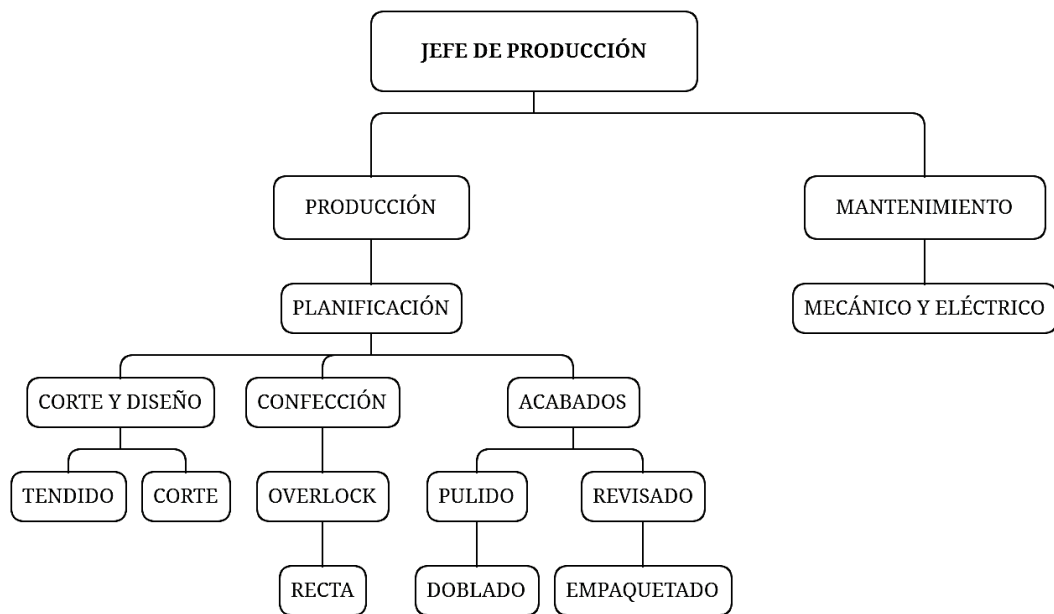 JEFE DE PRODUCCIÓN
PRODUCCIÓN
MANTENIMIENTO
PLANIFICACIÓN
MECÁNICO Y ELÉCTRICO
CORTE Y DISEÑO
CONFECCIÓN
ACABADOS
TENDIDO
CORTE
OVERLOCK
PULIDO
REVISADO
RECTA
DOBLADO
EMPAQUETADO